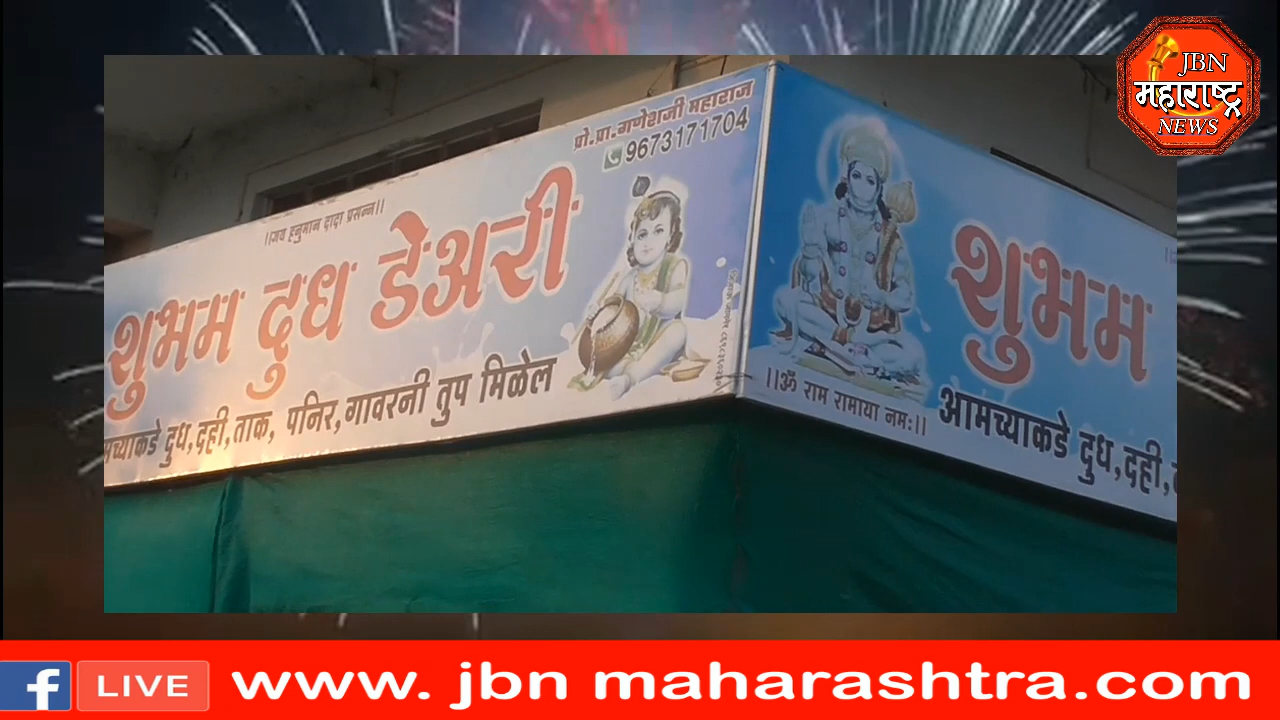 JBN
महाराष्ट्र
NEWS
प्रो.प्रा.गणेशजी महाराज
9673171704
||जय हनुमान दादा प्रसन्न||
शुभम दुध डेअरी
मच्याकडे दुध,दही,ताक, पनिर,गावरनी तुप मिळेल
शुभम
||ॐ राम रामाया नमः||
आमच्याकडे दुध,दही,
f LIVE www. jbn maharashtra.com